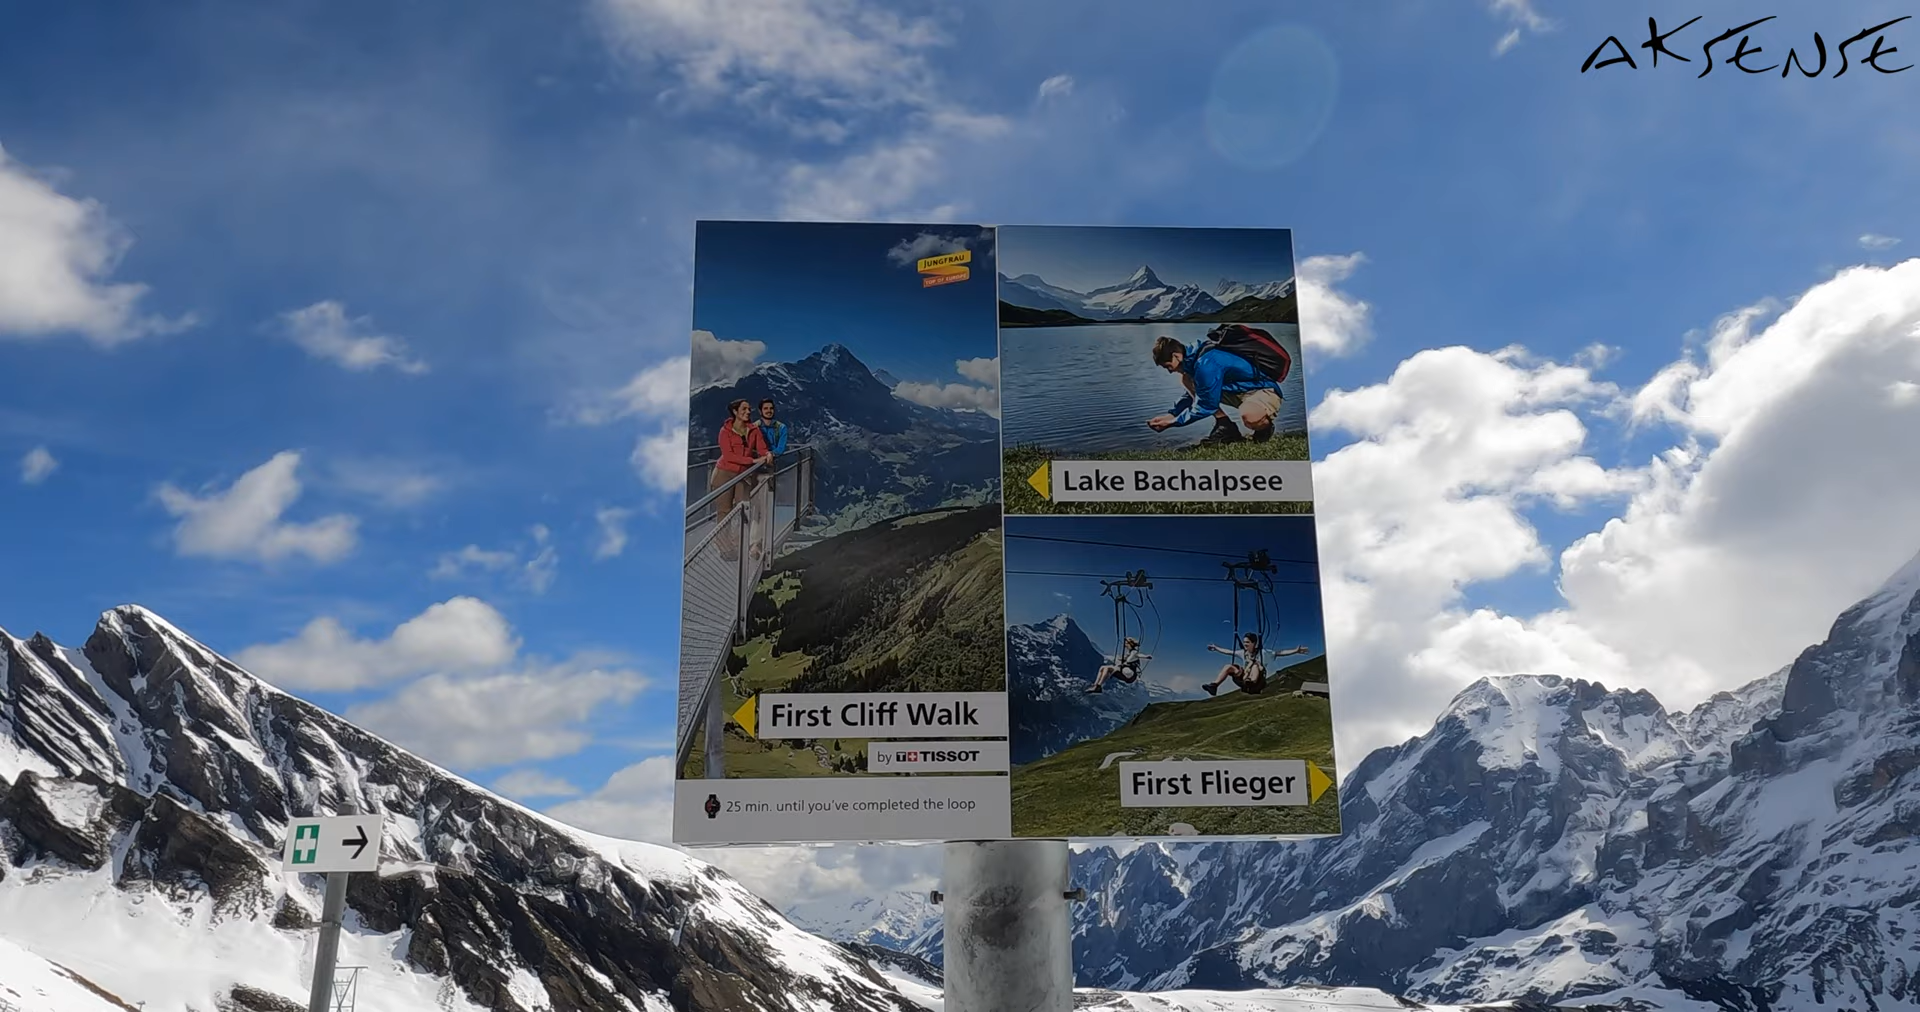 AKSENSE
JUNGFRAU
TOP OF EUROPE
Lake Bachalpsee
First Cliff Walk
by TISSOT
25 min. until you've completed the loop
First Flieger